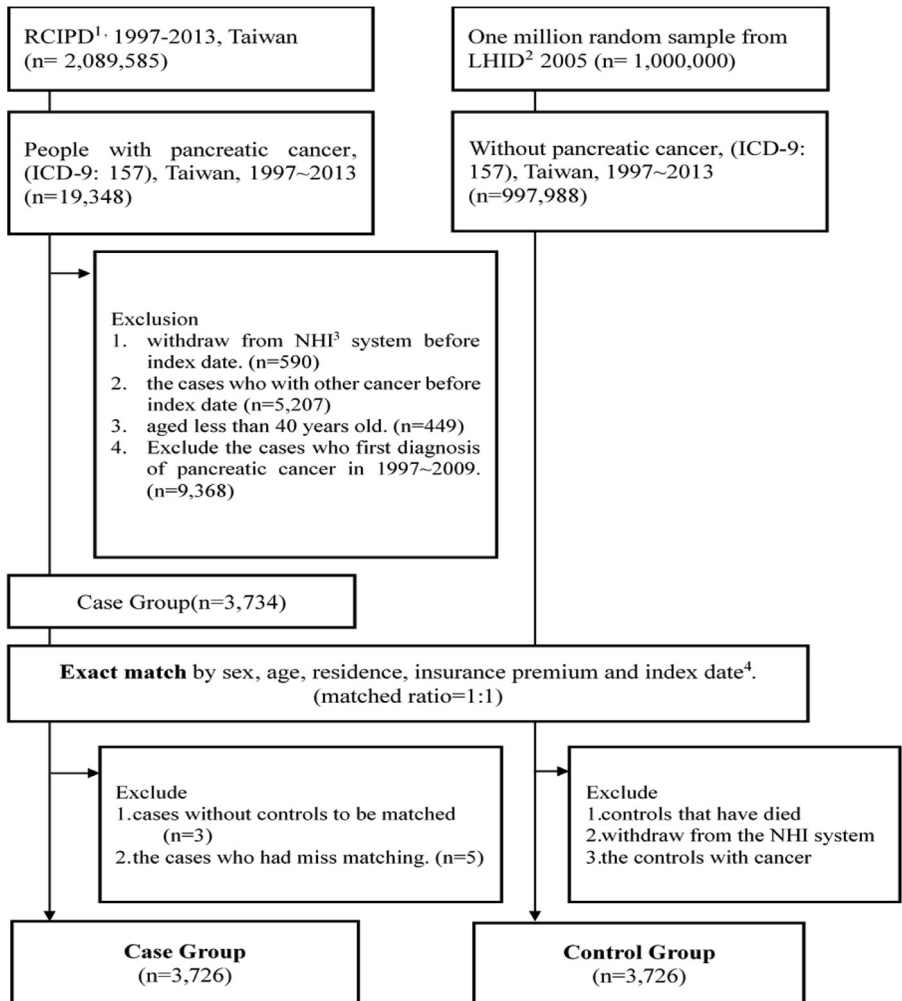 RCIPD¹, 1997-2013, Taiwan
(n= 2,089,585)
One million random sample from
LHID² 2005 (n= 1,000,000)
People with pancreatic cancer,
(ICD-9: 157), Taiwan, 1997~2013
(n=19,348)
Without pancreatic cancer, (ICD-9:
157), Taiwan, 1997~2013
(n=997,988)
Exclusion
1. withdraw from NHI³ system before
index date. (n=590)
2. the cases who with other cancer before
index date (n=5,207)
3. aged less than 40 years old. (n=449)
4. Exclude the cases who first diagnosis
of pancreatic cancer in 1997~2009.
(n=9,368)
Case Group(n=3,734)
Exact match by sex, age, residence, insurance premium and index date⁴.
(matched ratio=1:1)
Exclude
1.cases without controls to be matched
(n=3)
2.the cases who had miss matching. (n=5)
Exclude
1.controls that have died
2.withdraw from the NHI system
3.the controls with cancer
Case Group
(n=3,726)
Control Group
(n=3,726)